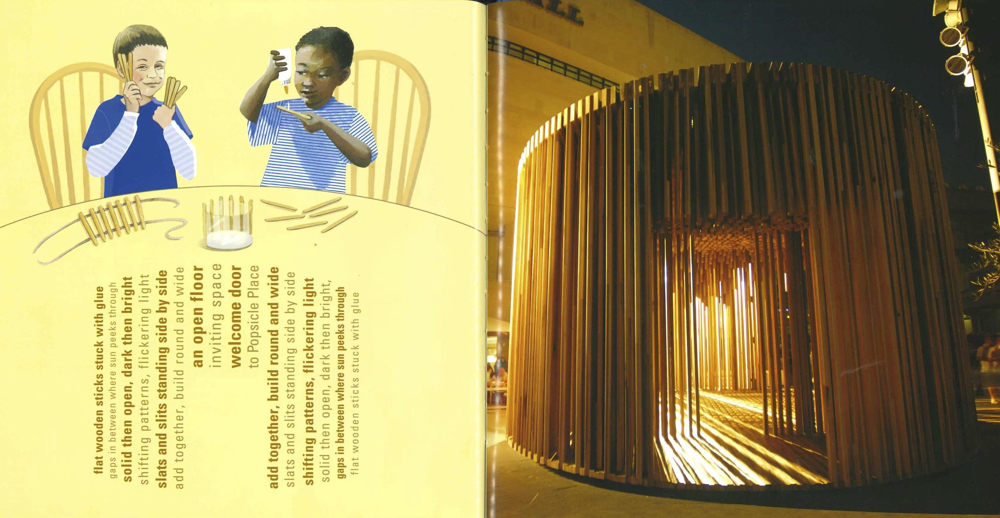 flat wooden sticks stuck with glue
gaps in between where sun peeks through
solid then open, dark then bright
shifting patterns, flickering light
slats and slits standing side by side
add together, build round and wide
an open floor
inviting space
welcome door
to Popsicle Place
add together, build round and wide
slats and slits standing side by side
shifting patterns, flickering light
solid then open, dark then bright,
gaps in between where sun peeks through
flat wooden sticks stuck with glue